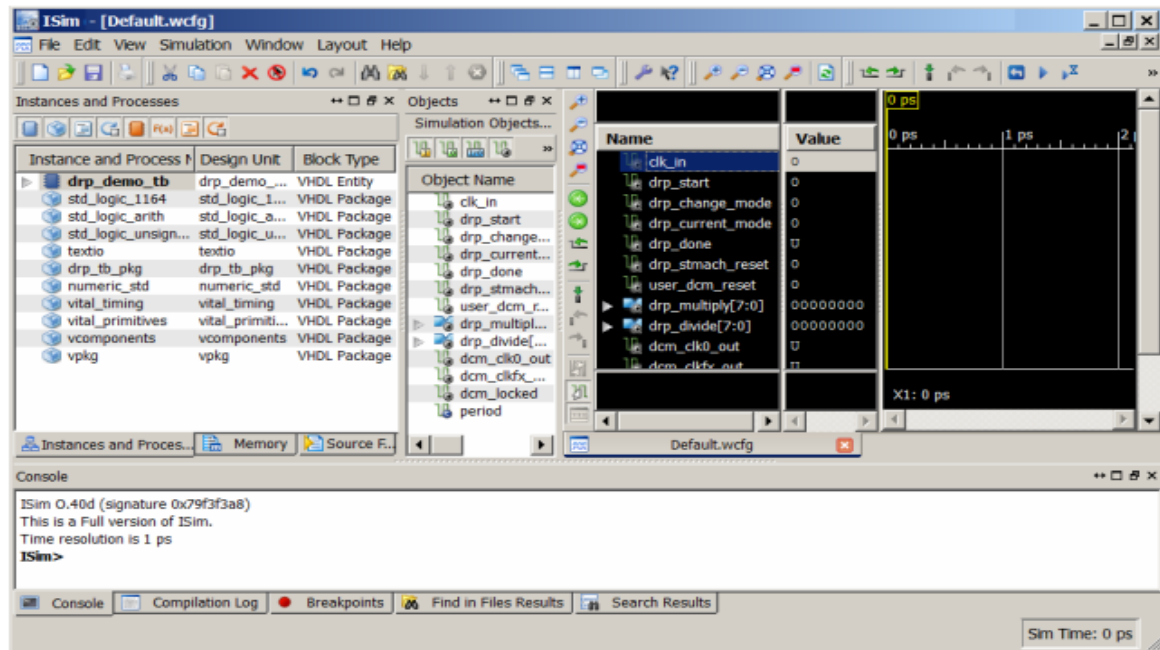 ISim - [Default.wcfg]
File Edit View Simulation Window Layout Help
Instances and Processes
Instance and Process N Design Unit Block Type
drp_demo_tb drp_demo_... VHDL Entity
std_logic_1164 std_logic_1... VHDL Package
std_logic_arith std_logic_a... VHDL Package
std_logic_unsign... std_logic_u... VHDL Package
textio textio VHDL Package
drp_tb_pkg drp_tb_pkg VHDL Package
numeric_std numeric_std VHDL Package
vital_timing vital_timing VHDL Package
vital_primitives vital_primiti... VHDL Package
vcomponents vcomponents VHDL Package
vpkg vpkg VHDL Package
Instances and Proces... Memory Source F...
Objects
Simulation Objects...
Object Name
clk_in
drp_start
drp_change...
drp_current...
drp_done
drp_stmach...
user_dcm_r...
drp_multipl...
drp_divide[...
dcm_clk0_out
dcm_clkfx_...
dcm_locked
period
Name Value
clk_in 0
drp_start 0
drp_change_mode 0
drp_current_mode 0
drp_done U
drp_stmach_reset 0
user_dcm_reset 0
drp_multiply[7:0] 00000000
drp_divide[7:0] 00000000
dcm_clk0_out U
dcm_clkfx_out U
0 ps
0 ps 1 ps 2
X1: 0 ps
Default.wcfg
Console
ISim O.40d (signature 0x79f3f3a8)
This is a Full version of ISim.
Time resolution is 1 ps
ISim>
Console Compilation Log Breakpoints Find in Files Results Search Results
Sim Time: 0 ps